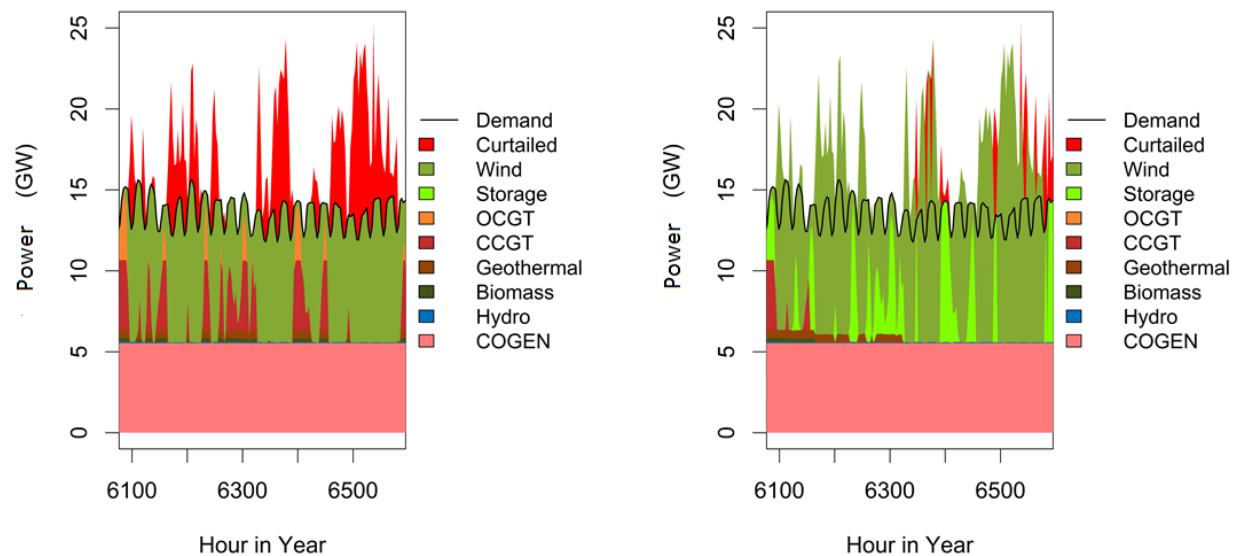 25
20
15
10
5
0
Power (GW)
6100
6300
6500
Hour in Year
Demand
Curtailed
Wind
Storage
OCGT
CCGT
Geothermal
Biomass
Hydro
COGEN
25
20
15
10
5
0
Power (GW)
6100
6300
6500
Hour in Year
Demand
Curtailed
Wind
Storage
OCGT
CCGT
Geothermal
Biomass
Hydro
COGEN